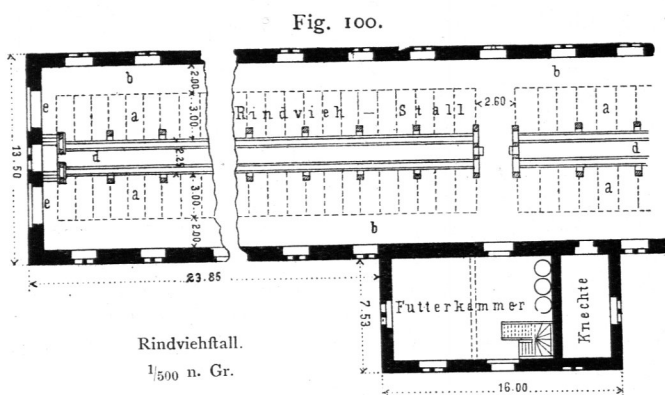 Fig. 100.
b
b
2.00
e
a
3.00
Rindvieh – Stall
2.60
a
13.50
d
2.25
d
e
a
3.00
a
2.00
b
23.85
7.53
Futterkammer
Knechte
Rindviehſtall.
1/500 n. Gr.
16.00